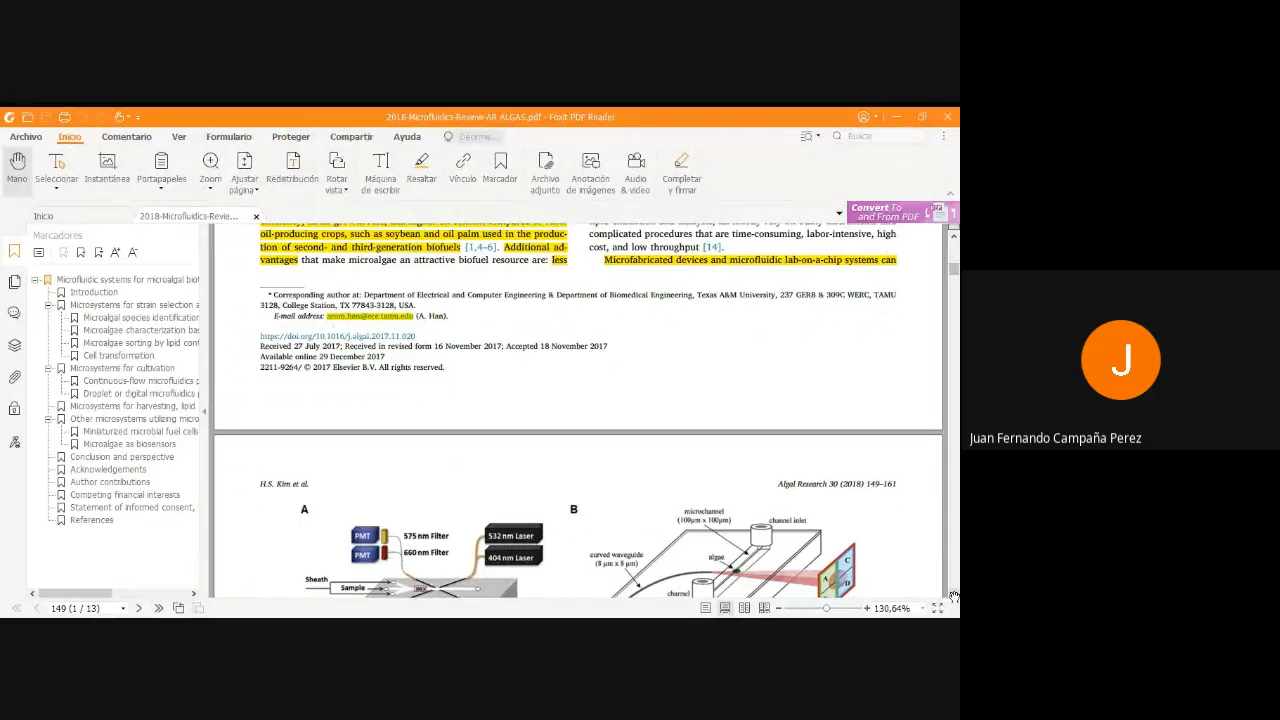 2018-Microfluidics-Review-AR ALGAS.pdf - Foxit PDF Reader
Archivo Inicio Comentario Ver Formulario Proteger Compartir Ayuda Decirme... Buscar
Mano Seleccionar Instantánea Portapapeles Zoom Ajustar página Redistribución Rotar vista Máquina de escribir Resaltar Vínculo Marcador Archivo adjunto Anotación de imágenes Audio & video Completar y firmar
Inicio 2018-Microfluidics-Revie...
Convert To
and From PDF
Marcadores
Microfluidic systems for microalgal biot
Introduction
Microsystems for strain selection a
Microalgal species identification
Microalgae characterization bas
Microalgae sorting by lipid cont
Cell transformation
Microsystems for cultivation
Continuous-flow microfluidics p
Droplet or digital microfluidics p
Microsystems for harvesting, lipid
Other microsystems utilizing micro
Miniaturized microbial fuel cells
Microalgae as biosensors
Conclusion and perspective
Acknowledgements
Author contributions
Competing financial interests
Statement of informed consent,
References
oil-producing crops, such as soybean and oil palm used in the produc-
tion of second- and third-generation biofuels [1,4–6]. Additional ad-
vantages that make microalgae an attractive biofuel resource are: less
complicated procedures that are time-consuming, labor-intensive, high
cost, and low throughput [14].
Microfabricated devices and microfluidic lab-on-a-chip systems can
* Corresponding author at: Department of Electrical and Computer Engineering & Department of Biomedical Engineering, Texas A&M University, 237 GERB & 309C WERC, TAMU
3128, College Station, TX 77843-3128, USA.
E-mail address: arum.han@ece.tamu.edu (A. Han).
https://doi.org/10.1016/j.algal.2017.11.020
Received 27 July 2017; Received in revised form 16 November 2017; Accepted 18 November 2017
Available online 29 December 2017
2211-9264/ © 2017 Elsevier B.V. All rights reserved.
H.S. Kim et al. Algal Research 30 (2018) 149–161
A
PMT 575 nm Filter 532 nm Laser
PMT 660 nm Filter 404 nm Laser
Sheath
Sample
B
microchannel
(100μm x 100μm)
channel inlet
algae
curved waveguide
(8 μm x 8 μm)
channel
C
A
D
149 (1 / 13)
130,64%
J
Juan Fernando Campaña Perez